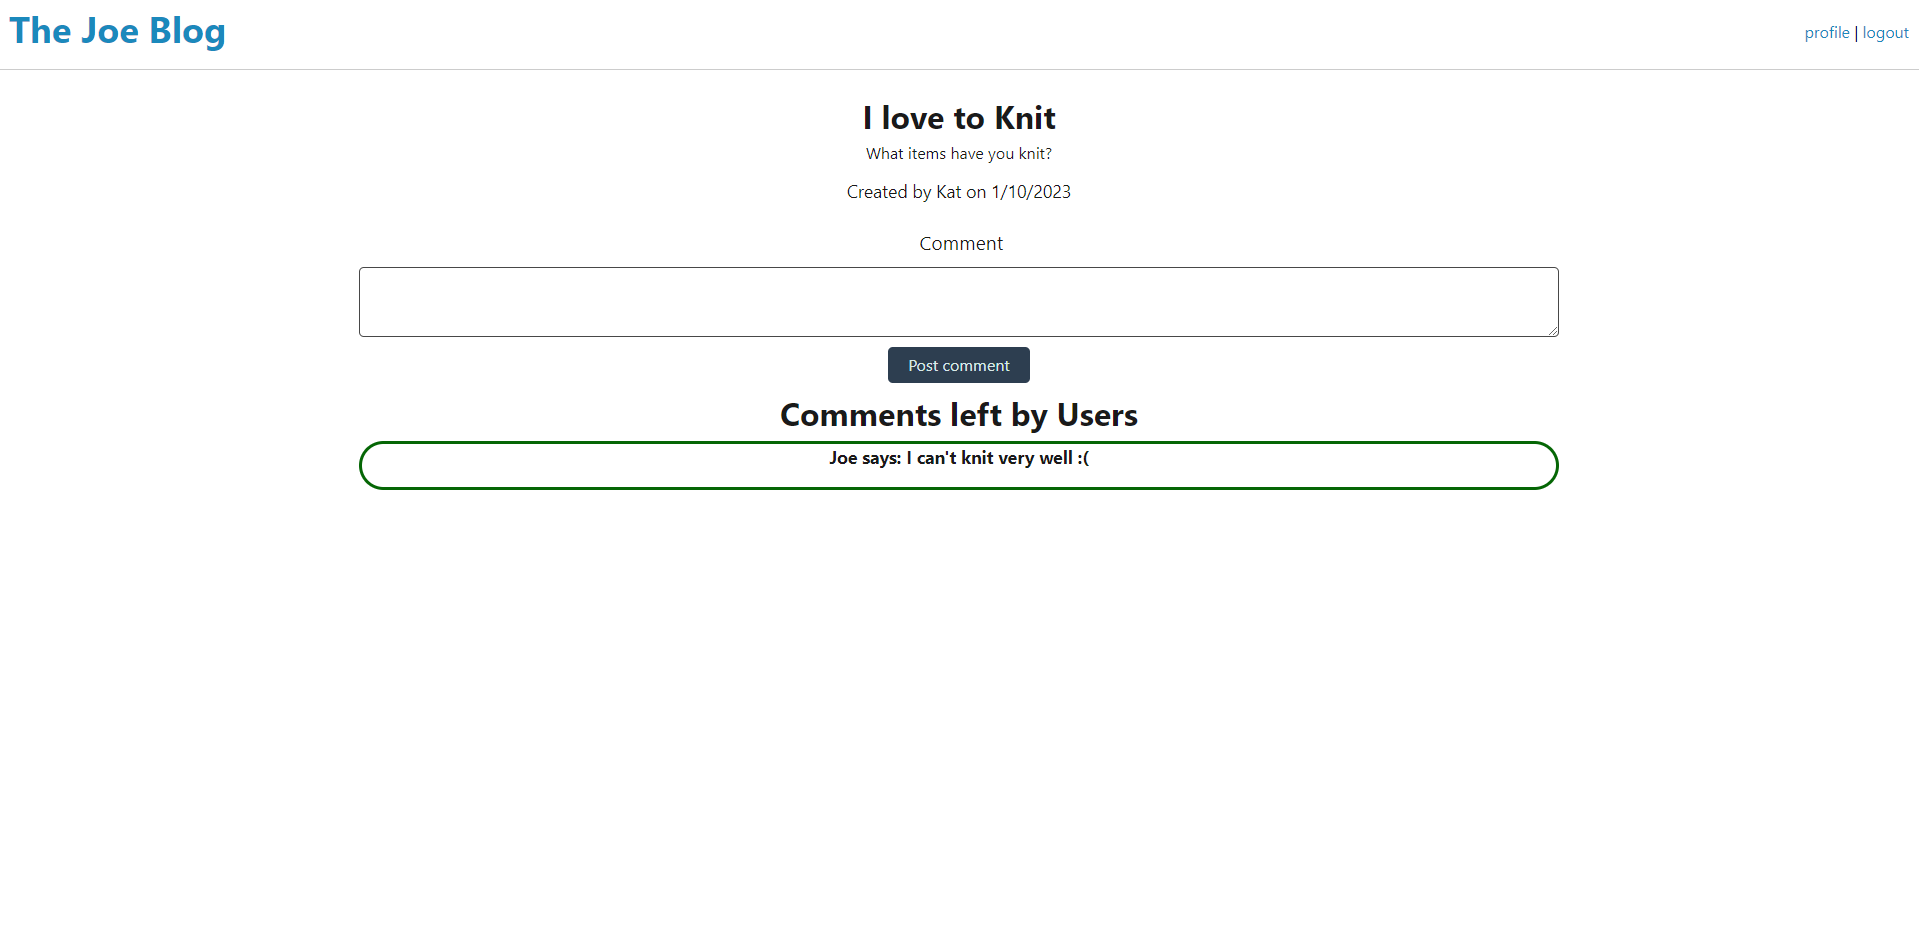 The Joe Blog
profile | logout
I love to Knit
What items have you knit?
Created by Kat on 1/10/2023
Comment
Post comment
Comments left by Users
Joe says: I can't knit very well :(